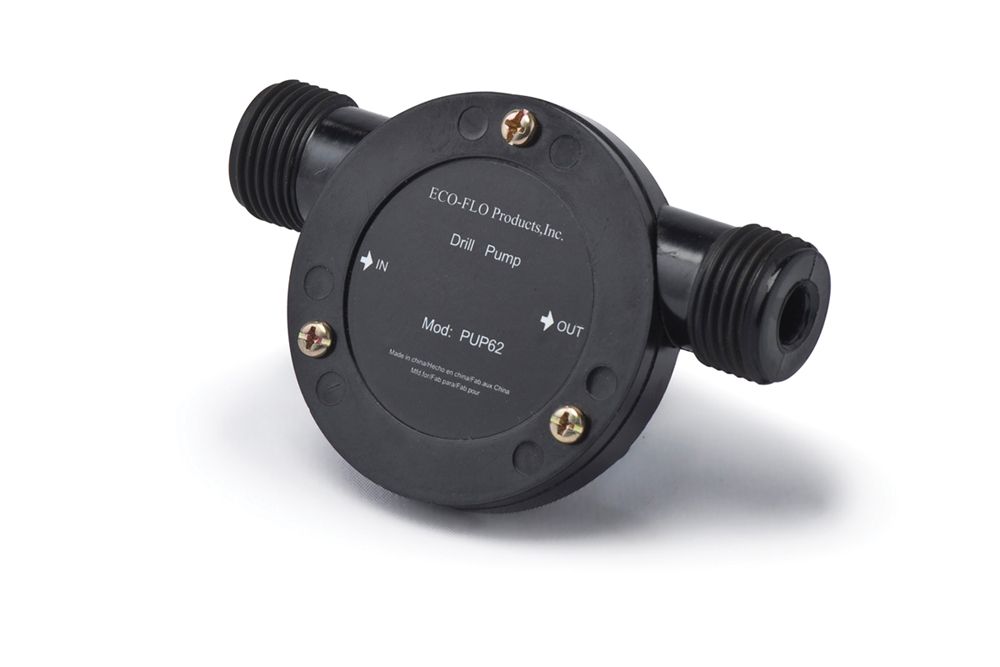 ECO-FLO Products,Inc.
Drill Pump
IN
OUT
Mod: PUP62
Made in china/Hecho en china/Fab.aux China
Mfd.for/Fab para/Fab pour